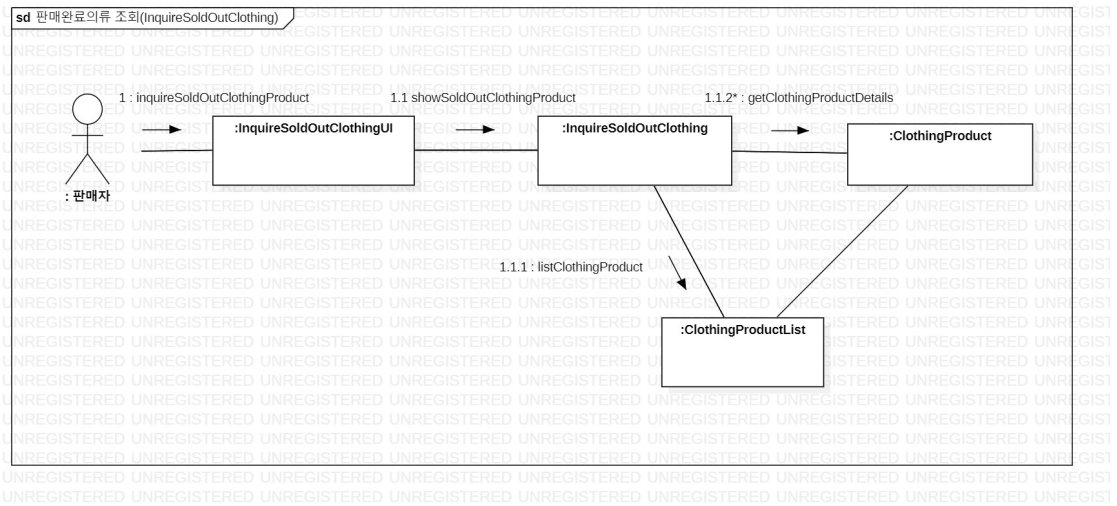 sd 판매완료의류 조회(InquireSoldOutClothing)
1 : inquireSoldOutClothingProduct
1.1 showSoldOutClothingProduct
1.1.2* : getClothingProductDetails
:InquireSoldOutClothingUI
:InquireSoldOutClothing
:ClothingProduct
: 판매자
1.1.1 : listClothingProduct
:ClothingProductList
UNREGISTERED